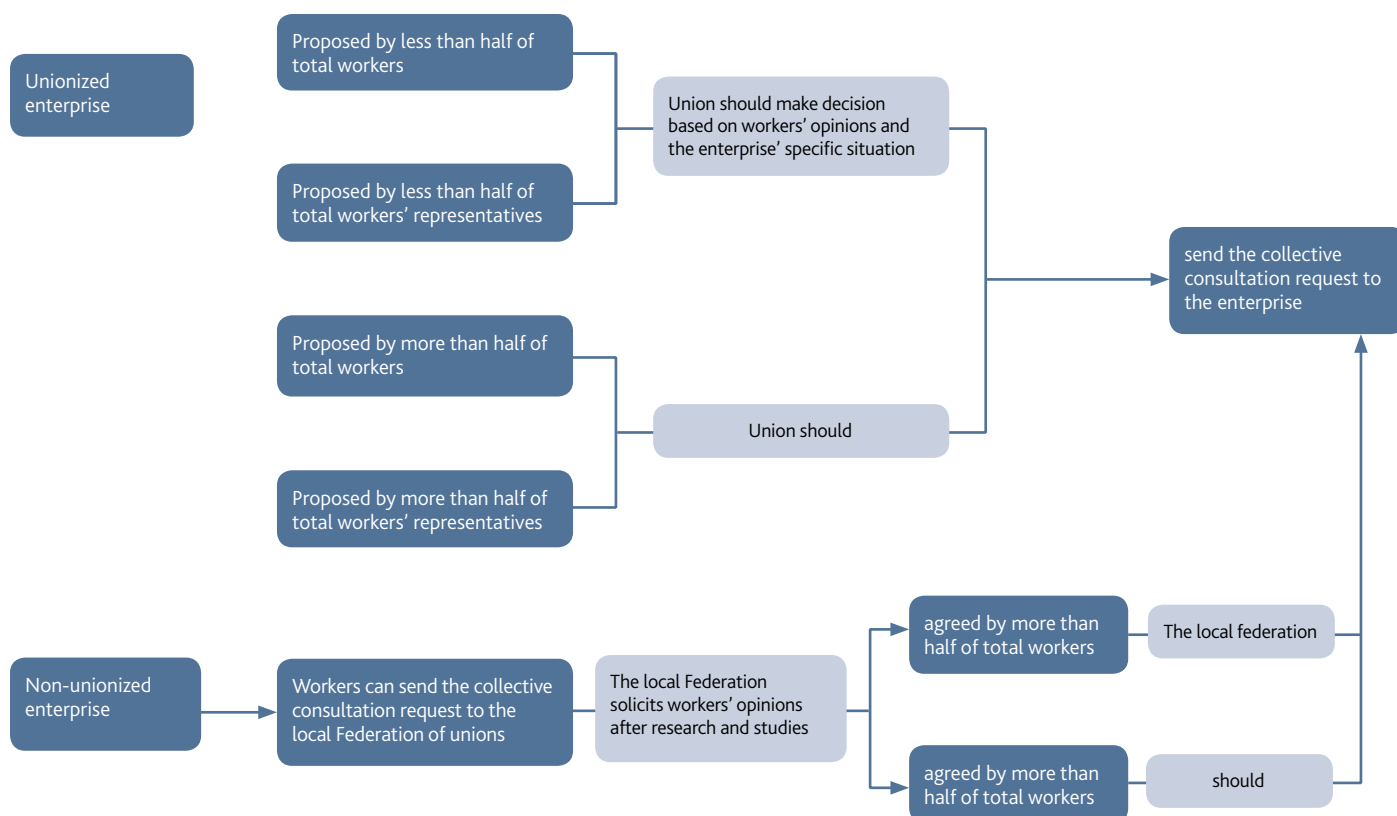 Unionized
enterprise
Proposed by less than half of
total workers
Proposed by less than half of
total workers’ representatives
Union should make decision
based on workers’ opinions and
the enterprise’ specific situation
Proposed by more than half of
total workers
Proposed by more than half of
total workers’ representatives
Union should
send the collective
consultation request to
the enterprise
Non-unionized
enterprise
Workers can send the collective
consultation request to the
local Federation of unions
The local Federation
solicits workers’ opinions
after research and studies
agreed by more than
half of total workers
The local federation
agreed by more than
half of total workers
should